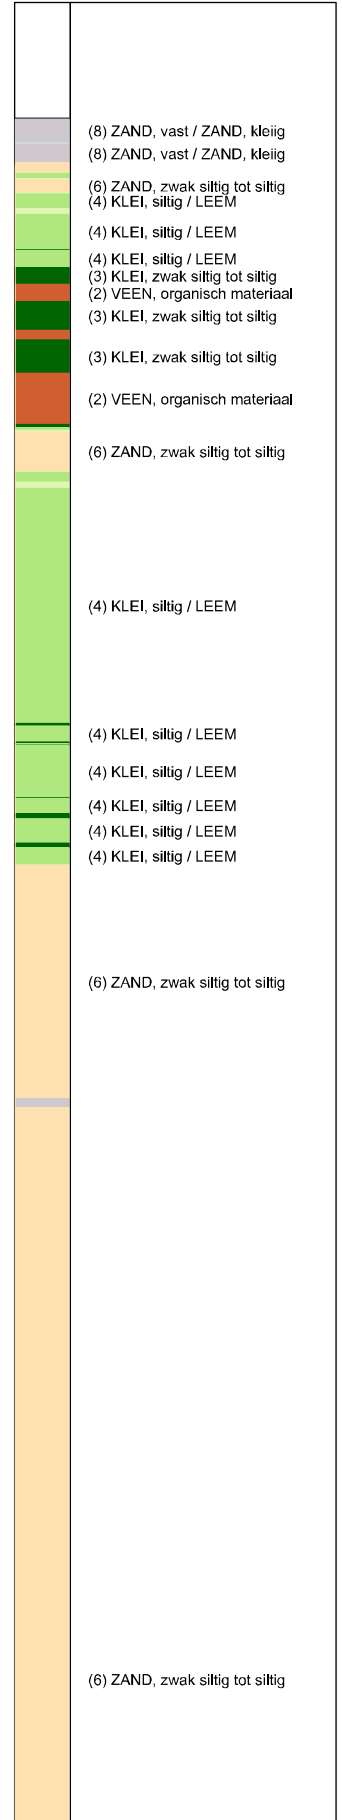 (8) ZAND, vast / ZAND, kleiig
(8) ZAND, vast / ZAND, kleiig
(6) ZAND, zwak siltig tot siltig
(4) KLEI, siltig / LEEM
(4) KLEI, siltig / LEEM
(4) KLEI, siltig / LEEM
(3) KLEI, zwak siltig tot siltig
(2) VEEN, organisch materiaal
(3) KLEI, zwak siltig tot siltig
(3) KLEI, zwak siltig tot siltig
(2) VEEN, organisch materiaal
(6) ZAND, zwak siltig tot siltig
(4) KLEI, siltig / LEEM
(4) KLEI, siltig / LEEM
(4) KLEI, siltig / LEEM
(4) KLEI, siltig / LEEM
(4) KLEI, siltig / LEEM
(4) KLEI, siltig / LEEM
(6) ZAND, zwak siltig tot siltig
(6) ZAND, zwak siltig tot siltig